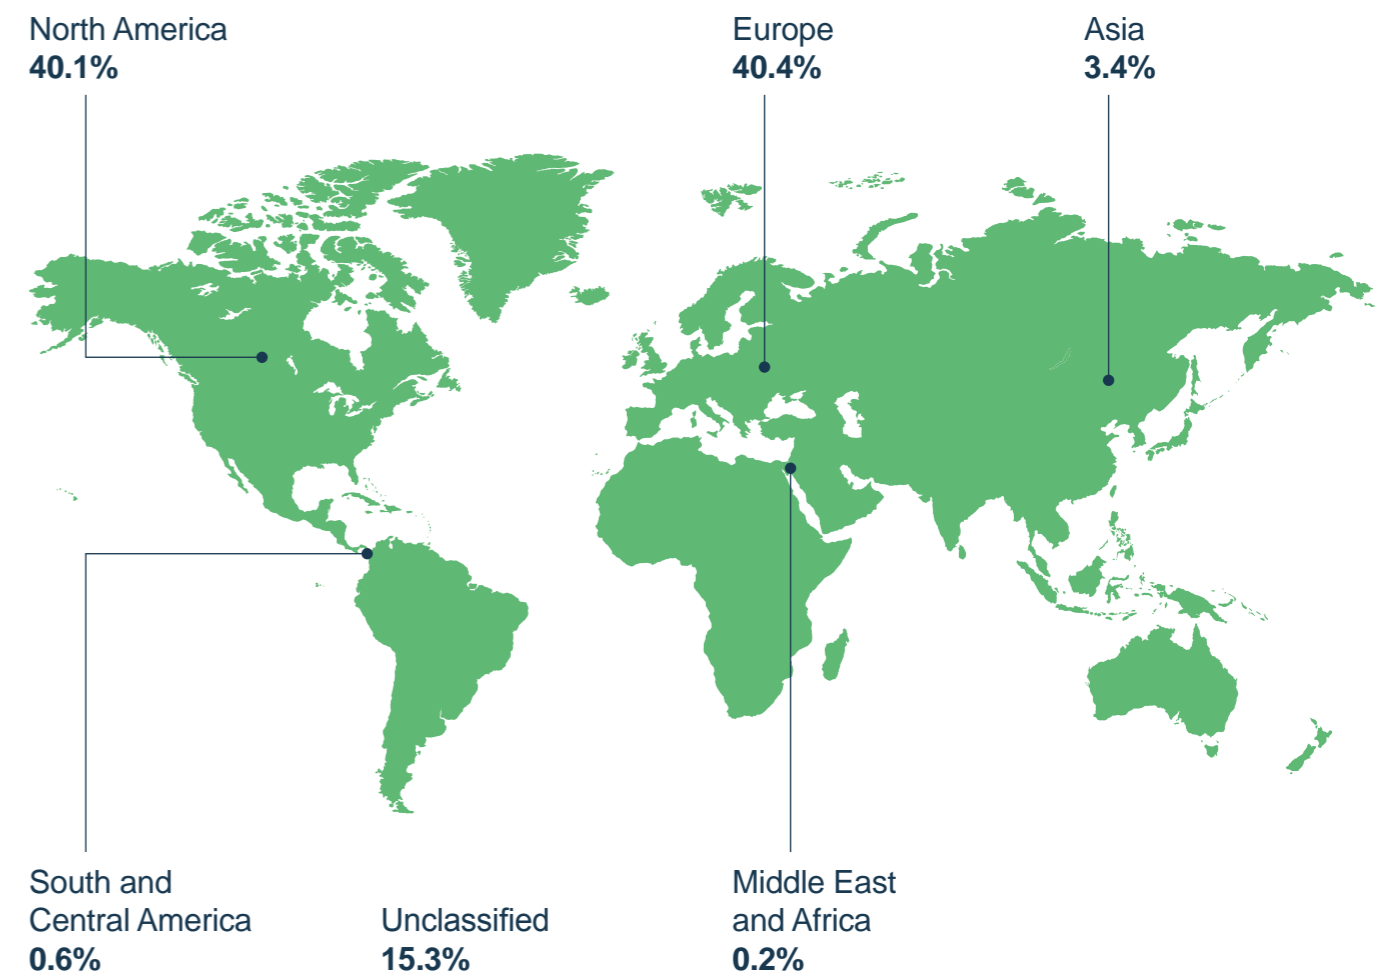 North America
40.1%
Europe
40.4%
Asia
3.4%
South and
Central America
0.6%
Unclassified
15.3%
Middle East
and Africa
0.2%